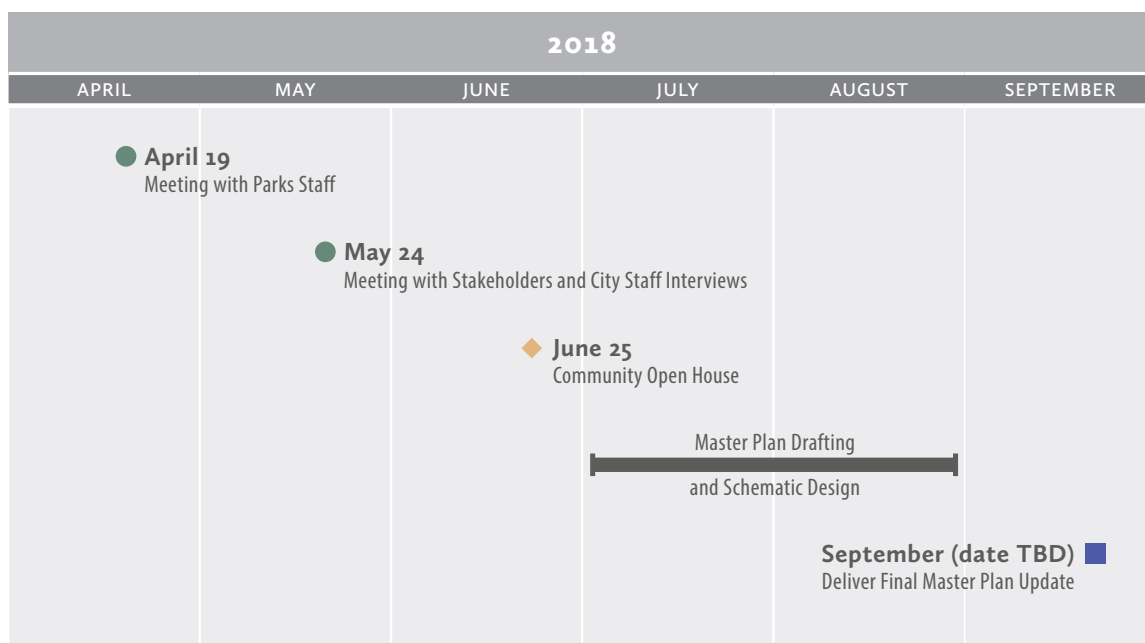 2018
APRIL MAY JUNE JULY AUGUST SEPTEMBER
April 19
Meeting with Parks Staff
May 24
Meeting with Stakeholders and City Staff Interviews
June 25
Community Open House
Master Plan Drafting
and Schematic Design
September (date TBD)
Deliver Final Master Plan Update